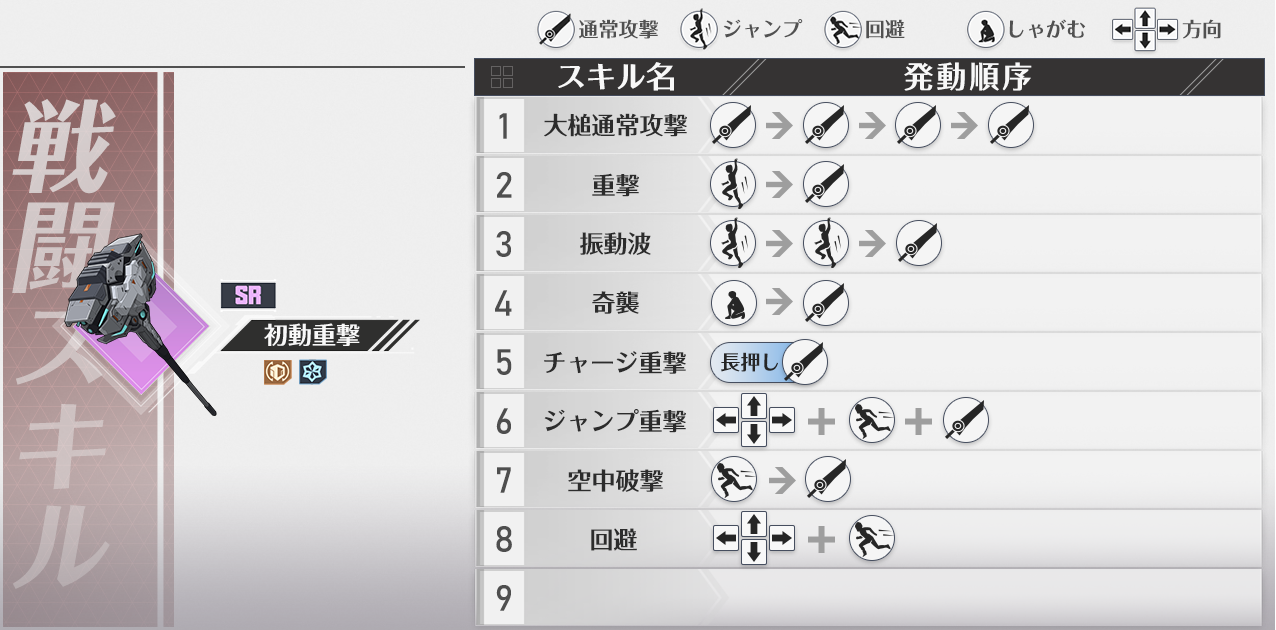 通常攻撃 ジャンプ 回避 しゃがむ 方向
戦闘スキル
SR
初動重撃
スキル名 発動順序
1 大槌通常攻撃
2 重撃
3 振動波
4 奇襲
5 チャージ重撃 長押し
6 ジャンプ重撃
7 空中破撃
8 回避
9